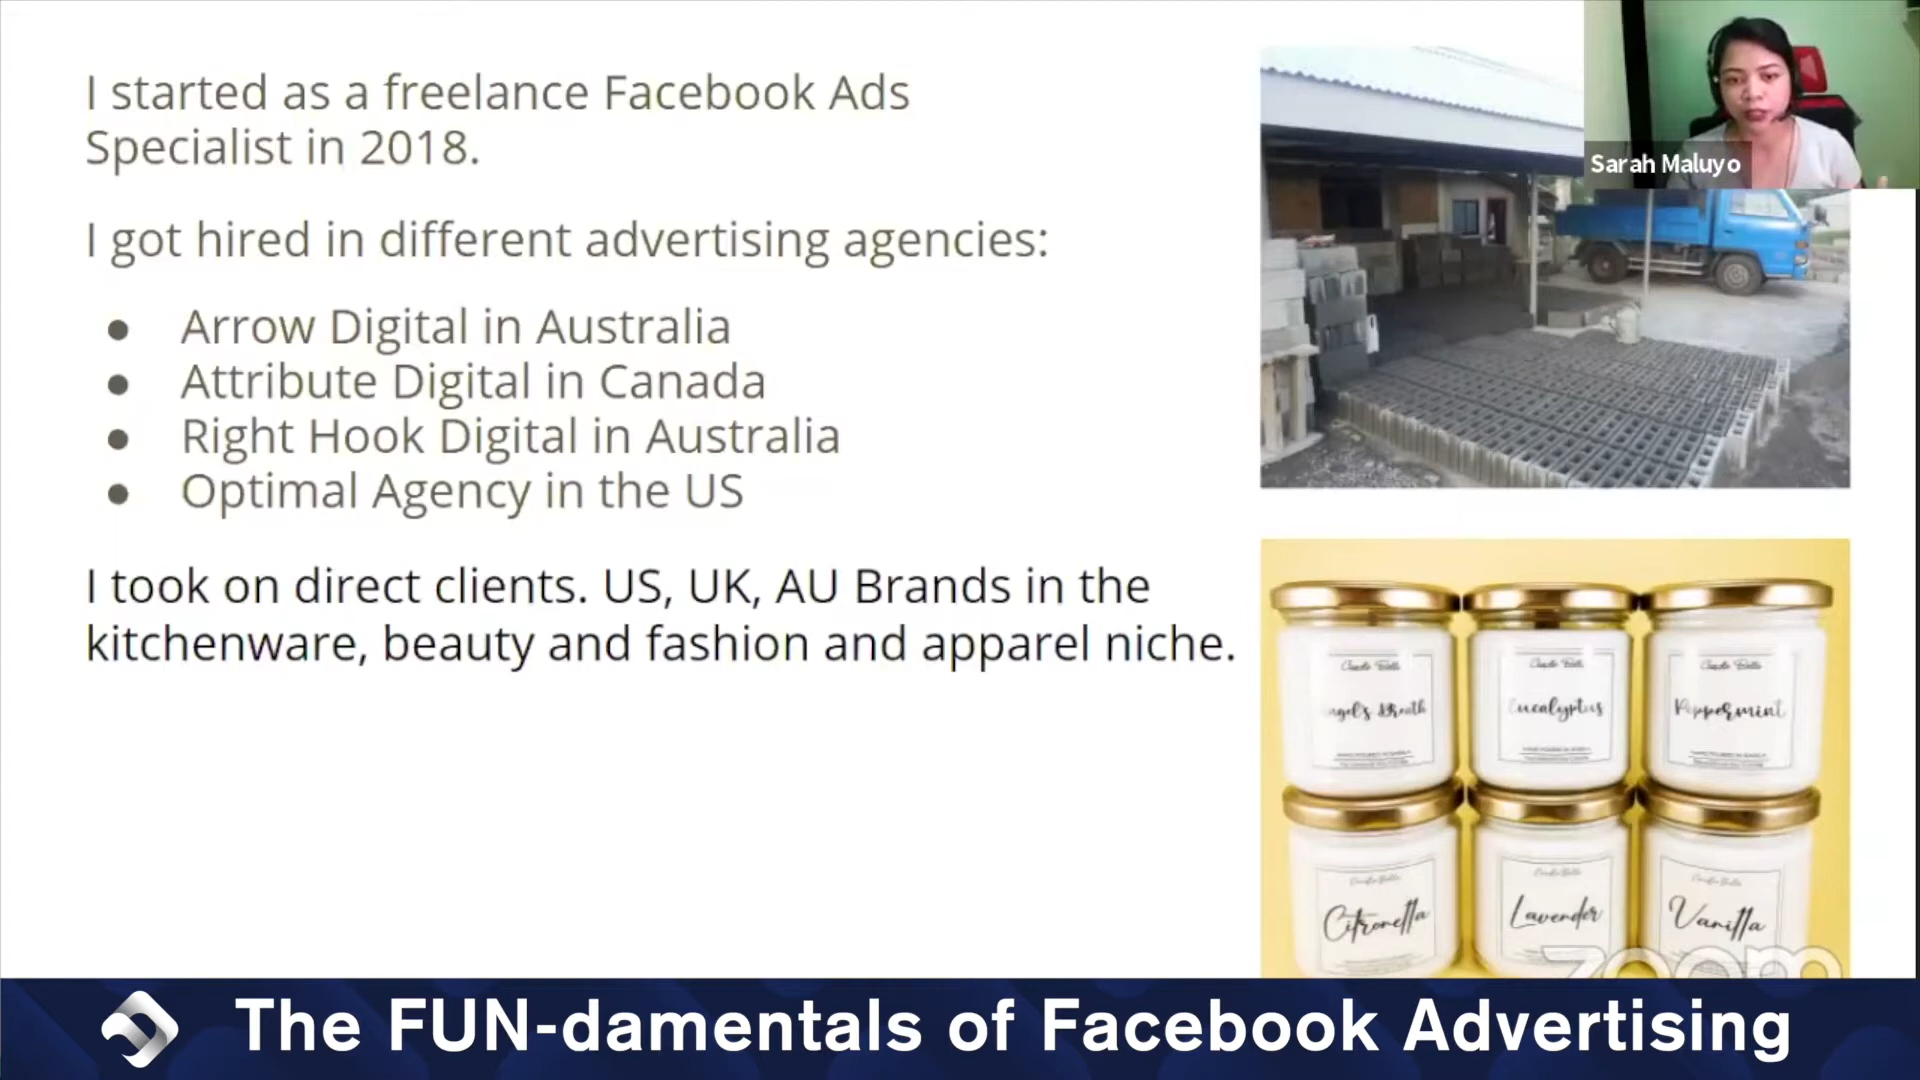 I started as a freelance Facebook Ads
Specialist in 2018.
I got hired in different advertising agencies:
● Arrow Digital in Australia
● Attribute Digital in Canada
● Right Hook Digital in Australia
● Optimal Agency in the US
I took on direct clients. US, UK, AU Brands in the
kitchenware, beauty and fashion and apparel niche.
Sarah Maluyo
Eucalyptus
Peppermint
Citronella
Lavender
Vanilla
zoom
The FUN-damentals of Facebook Advertising